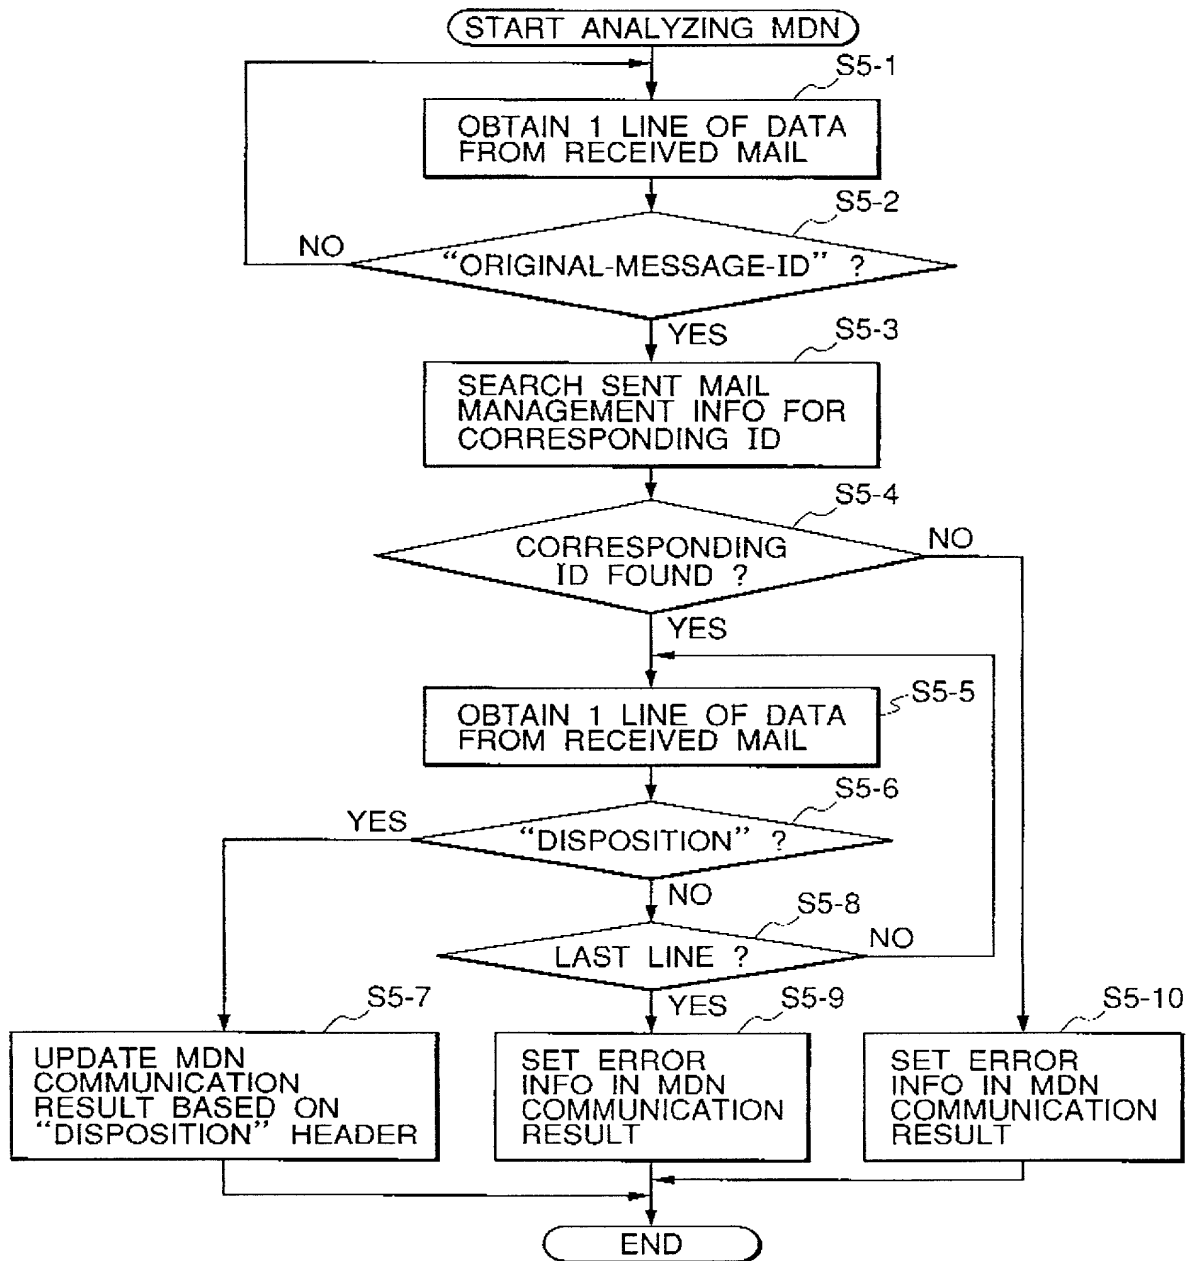 START ANALYZING MDN
S5-1
OBTAIN 1 LINE OF DATA
FROM RECEIVED MAIL
S5-2
NO
“ORIGINAL-MESSAGE-ID” ?
YES
S5-3
SEARCH SENT MAIL
MANAGEMENT INFO FOR
CORRESPONDING ID
S5-4
NO
CORRESPONDING
ID FOUND ?
YES
S5-5
OBTAIN 1 LINE OF DATA
FROM RECEIVED MAIL
S5-6
YES
“DISPOSITION” ?
NO
S5-8
NO
LAST LINE ?
YES
S5-7
UPDATE MDN
COMMUNICATION
RESULT BASED ON
“DISPOSITION” HEADER
S5-9
SET ERROR
INFO IN MDN
COMMUNICATION
RESULT
S5-10
SET ERROR
INFO IN MDN
COMMUNICATION
RESULT
END